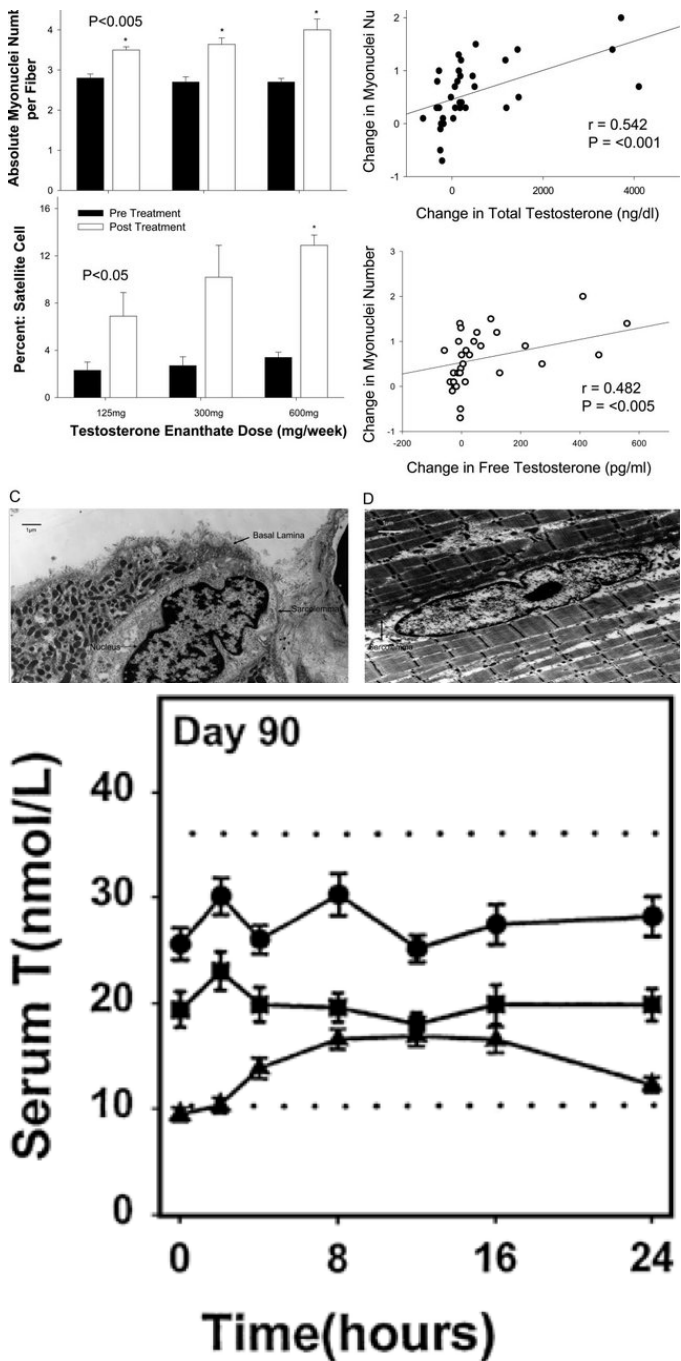 Absolute Myonuclei Numb
per Fiber
P<0.005
*
*
*
4
3
2
1
0
Change in Myonuclei Nu
2
1
0
-1
r = 0.542
P = <0.001
0
2000
4000
Change in Total Testosterone (ng/dl)
Percent: Satellite Cell
16
12
8
4
0
Pre Treatment
Post Treatment
P<0.05
*
125mg
300mg
600mg
Testosterone Enanthate Dose (mg/week)
Change in Myonuclei Number
3
2
1
0
-1
r = 0.482
P = <0.005
-200
0
200
400
600
Change in Free Testosterone (pg/ml)
C
1µm
Basal Lamina
Sarcolemma
Nucleus
D
Sarcolemma
Day 90
Serum T(nmol/L)
40
30
20
10
0
0
8
16
24
Time(hours)